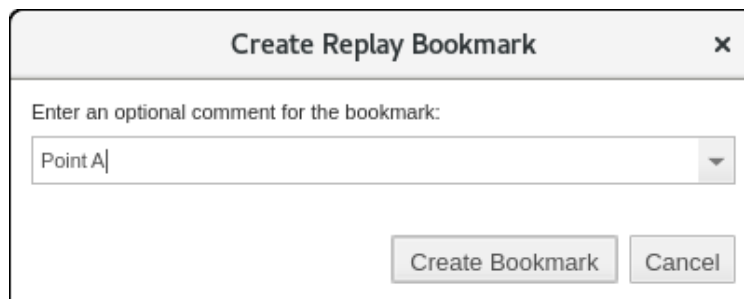 Create Replay Bookmark ×
Enter an optional comment for the bookmark:
Point A
Create Bookmark Cancel